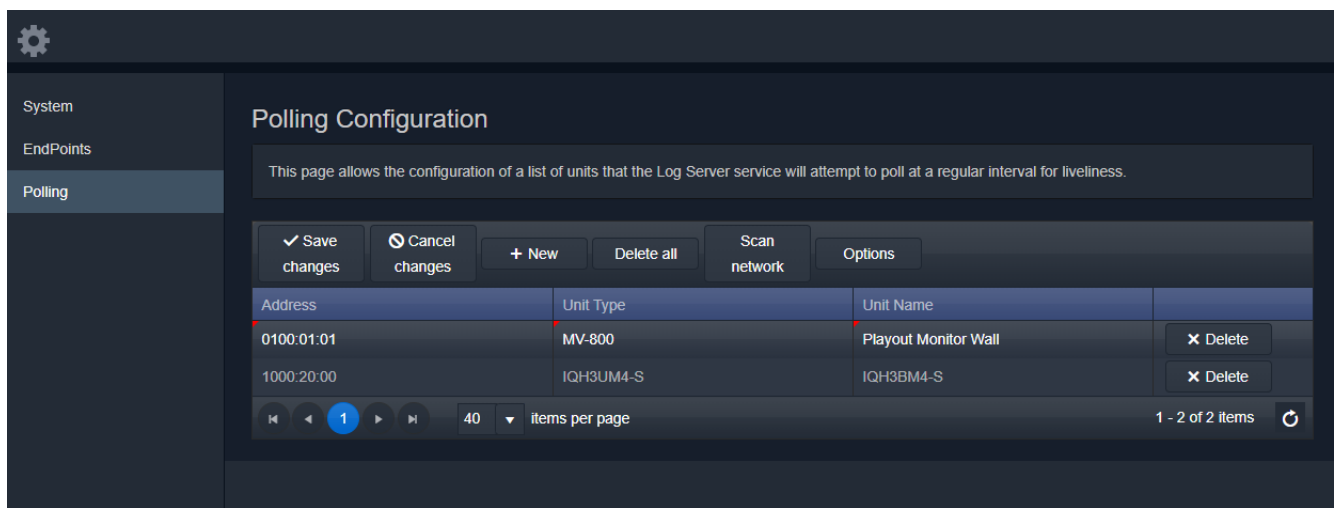 System
EndPoints
Polling
Polling Configuration
This page allows the configuration of a list of units that the Log Server service will attempt to poll at a regular interval for liveliness.
Save changes
Cancel changes
+ New
Delete all
Scan network
Options
Address Unit Type Unit Name
0100:01:01 MV-800 Playout Monitor Wall Delete
1000:20:00 IQH3UM4-S IQH3BM4-S Delete
1 40 items per page 1 - 2 of 2 items